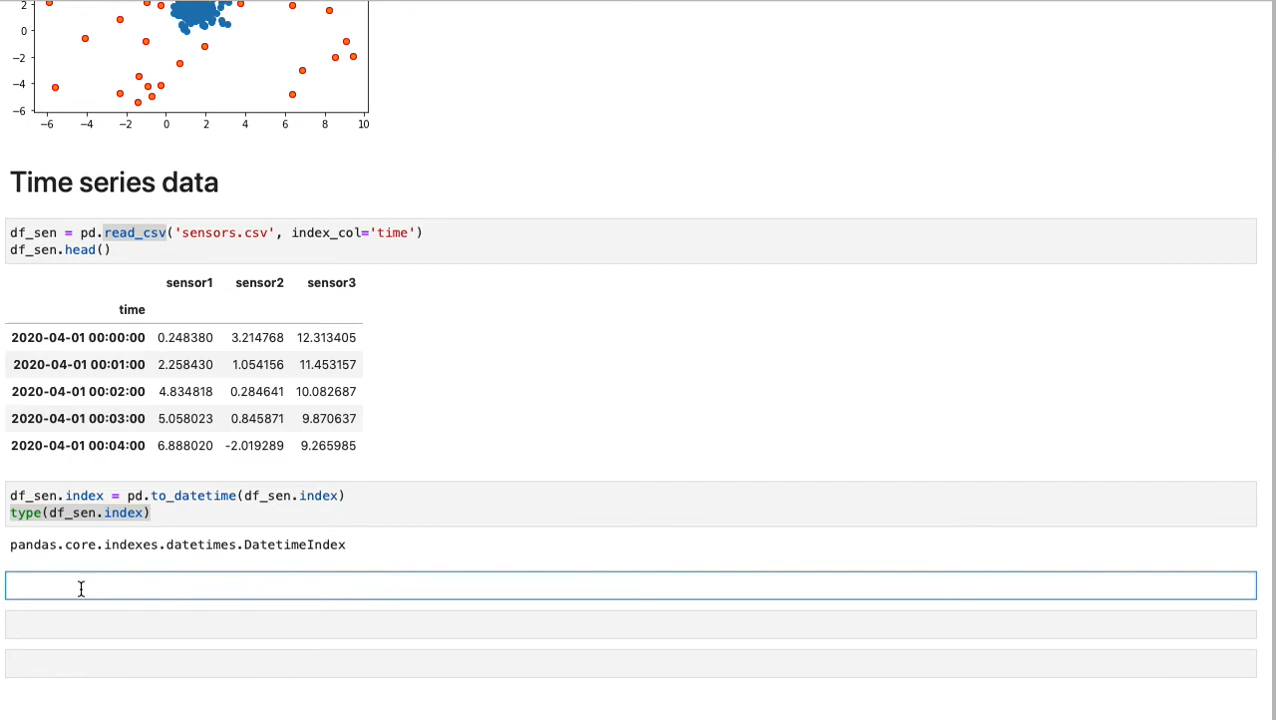 2
0
−2
−4
−6
−6 −4 −2 0 2 4 6 8 10
Time series data
df_sen = pd.read_csv('sensors.csv', index_col='time')
df_sen.head()
sensor1 sensor2 sensor3
time
2020-04-01 00:00:00 0.248380 3.214768 12.313405
2020-04-01 00:01:00 2.258430 1.054156 11.453157
2020-04-01 00:02:00 4.834818 0.284641 10.082687
2020-04-01 00:03:00 5.058023 0.845871 9.870637
2020-04-01 00:04:00 6.888020 -2.019289 9.265985
df_sen.index = pd.to_datetime(df_sen.index)
type(df_sen.index)
pandas.core.indexes.datetimes.DatetimeIndex